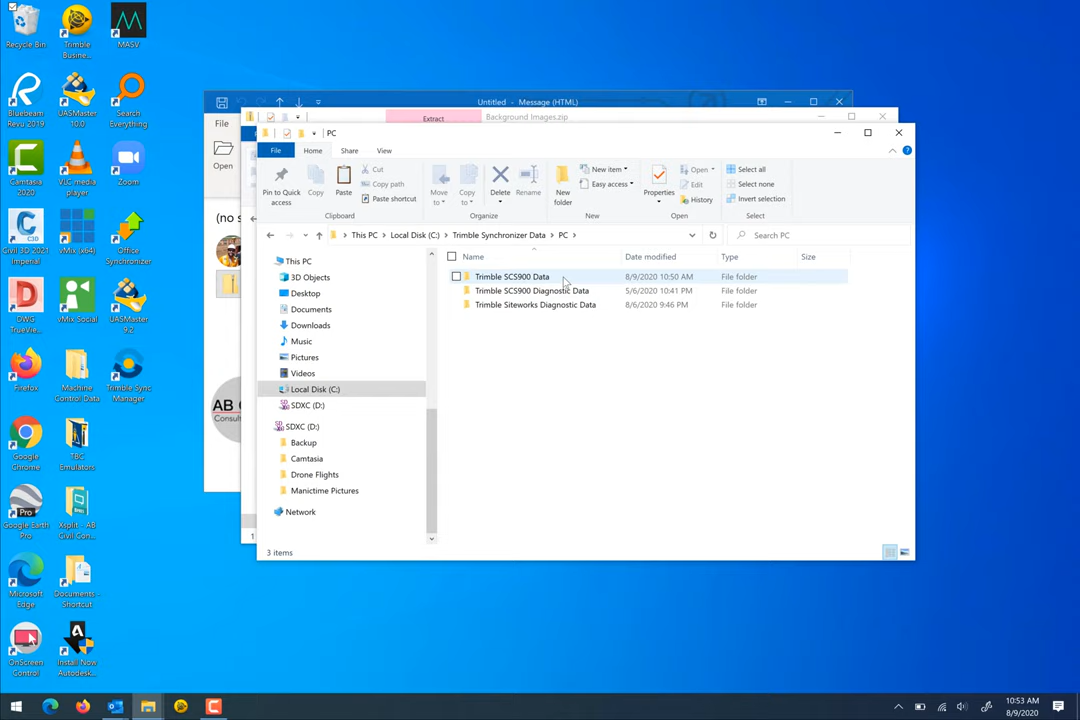 Recycle Bin
Trimble
Busine...
MASV
Bluebeam
Revu 2019
UASMaster
10.0
Search
Everything
Camtasia
2020
VLC media
player
Zoom
Civil 3D 2021
Imperial
vMix (x64)
Office
Synchronizer
DWG
TrueVie...
vMix Social
UASMaster
9.2
Firefox
Machine
Control Data
Trimble Sync
Manager
Google
Chrome
TBC
Emulators
Google Earth
Pro
Xsplit - AB
Civil Con...
Microsoft
Edge
Documents -
Shortcut
OnScreen
Control
Install Now
Autodesk...
Untitled - Message (HTML)
File
Open
(no s
AB
Consult
Extract
Background Images.zip
1
PC
File
Home
Share
View
Pin to Quick
access
Copy
Paste
Cut
Copy path
Paste shortcut
Clipboard
Move
to
Copy
to
Delete
Rename
Organize
New
folder
New item
Easy access
New
Properties
Open
Edit
History
Open
Select all
Select none
Invert selection
Select
This PC > Local Disk (C:) > Trimble Synchronizer Data > PC >
Search PC
This PC
3D Objects
Desktop
Documents
Downloads
Music
Pictures
Videos
Local Disk (C:)
SDXC (D:)
SDXC (D:)
Backup
Camtasia
Drone Flights
Manictime Pictures
Network
Name Date modified Type Size
Trimble SCS900 Data 8/9/2020 10:50 AM File folder
Trimble SCS900 Diagnostic Data 5/6/2020 10:41 PM File folder
Trimble Siteworks Diagnostic Data 8/6/2020 9:46 PM File folder
3 items
10:53 AM
8/9/2020